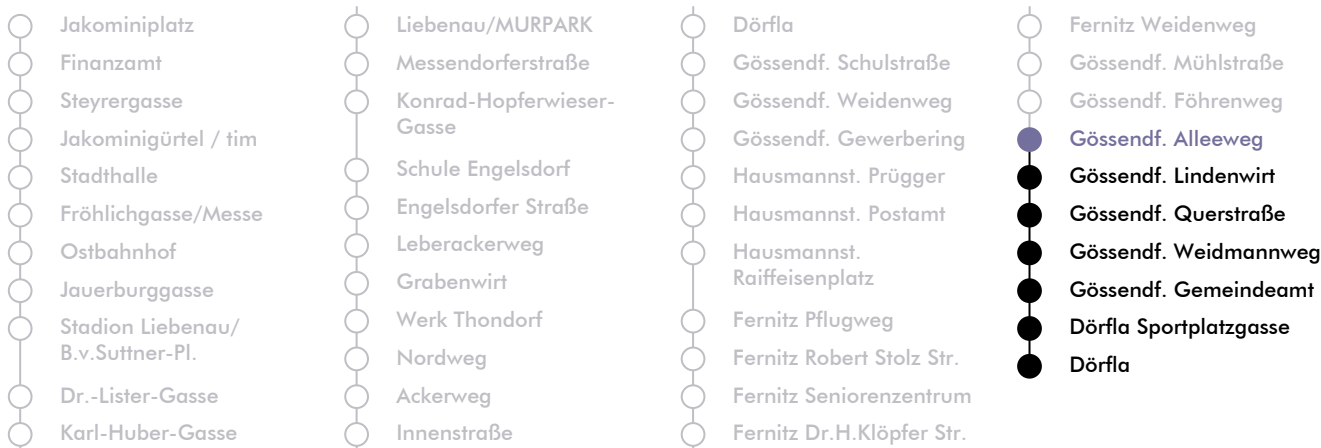 Jakominiplatz
Finanzamt
Steyrergasse
Jakominigürtel / tim
Stadthalle
Fröhlichgasse/Messe
Ostbahnhof
Jauerburggasse
Stadion Liebenau/
B.v.Suttner-Pl.
Dr.-Lister-Gasse
Karl-Huber-Gasse
Liebenau/MURPARK
Messendorferstraße
Konrad-Hopferwieser-
Gasse
Schule Engelsdorf
Engelsdorfer Straße
Leberackerweg
Grabenwirt
Werk Thondorf
Nordweg
Ackerweg
Innenstraße
Dörfla
Gössendf. Schulstraße
Gössendf. Weidenweg
Gössendf. Gewerbering
Hausmannst. Prügger
Hausmannst. Postamt
Hausmannst.
Raiffeisenplatz
Fernitz Pflugweg
Fernitz Robert Stolz Str.
Fernitz Seniorenzentrum
Fernitz Dr.H.Klöpfer Str.
Fernitz Weidenweg
Gössendf. Mühlstraße
Gössendf. Föhrenweg
Gössendf. Alleeweg
Gössendf. Lindenwirt
Gössendf. Querstraße
Gössendf. Weidmannweg
Gössendf. Gemeindeamt
Dörfla Sportplatzgasse
Dörfla